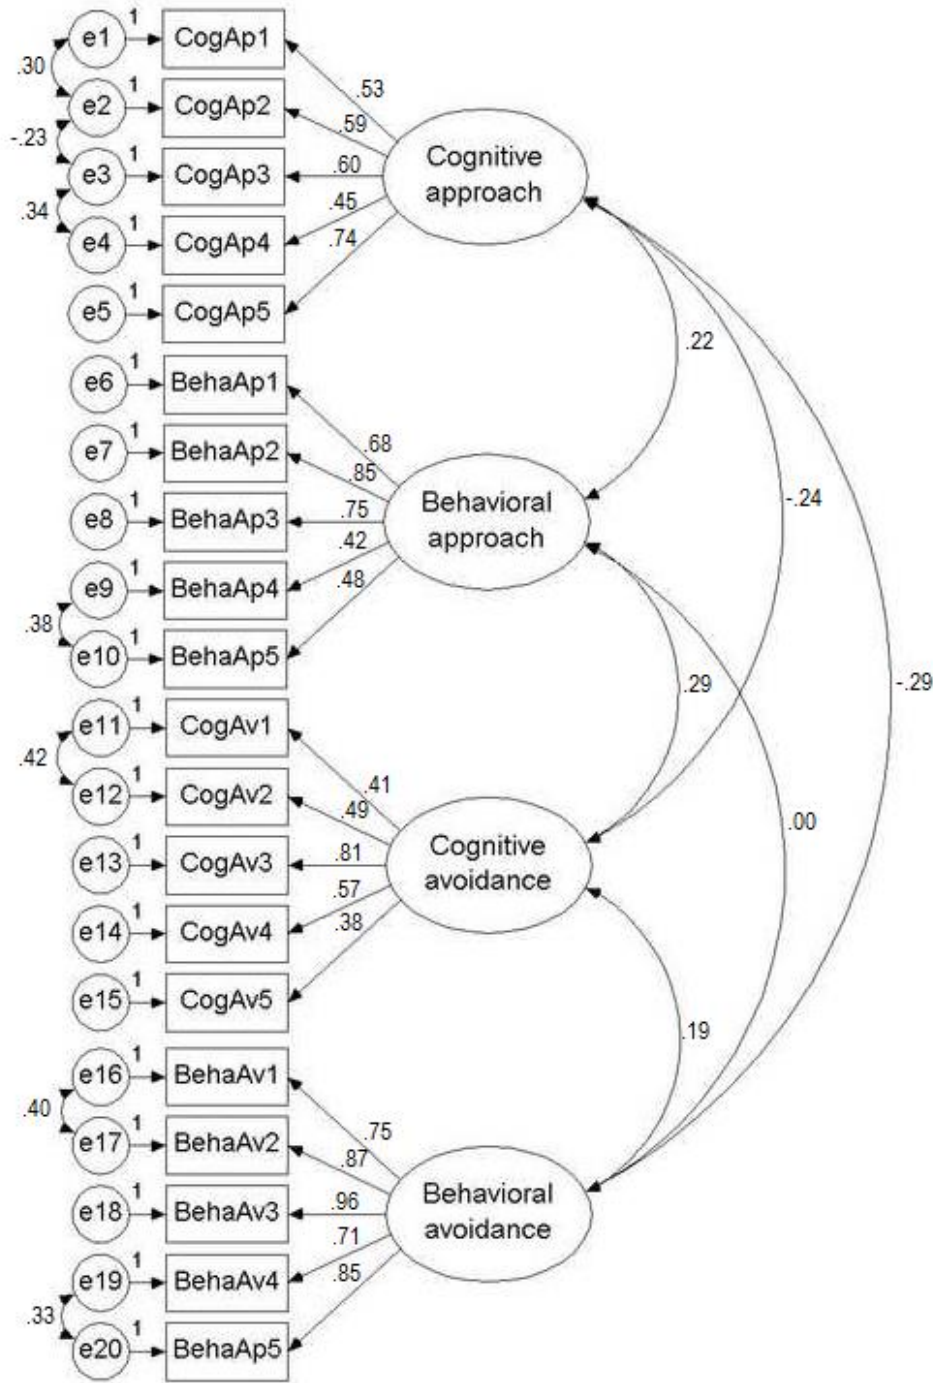 e1 1 CogAp1
.30
.53
e2 1 CogAp2
.59
Cognitive
approach
-.23
e3 1 CogAp3
.60
.34
.45
e4 1 CogAp4
.74
e5 1 CogAp5
.22
e6 1 BehaAp1
.68
e7 1 BehaAp2
.85
Behavioral
approach
-.24
e8 1 BehaAp3
.75
.42
e9 1 BehaAp4
.48
.38
e10 1 BehaAp5
.29
-.29
e11 1 CogAv1
.42
.41
e12 1 CogAv2
.49
.00
Cognitive
avoidance
e13 1 CogAv3
.81
.57
e14 1 CogAv4
.38
e15 1 CogAv5
.19
e16 1 BehaAv1
.40
.75
e17 1 BehaAv2
.87
Behavioral
avoidance
e18 1 BehaAv3
.96
.71
e19 1 BehaAv4
.85
.33
e20 1 BehaAp5